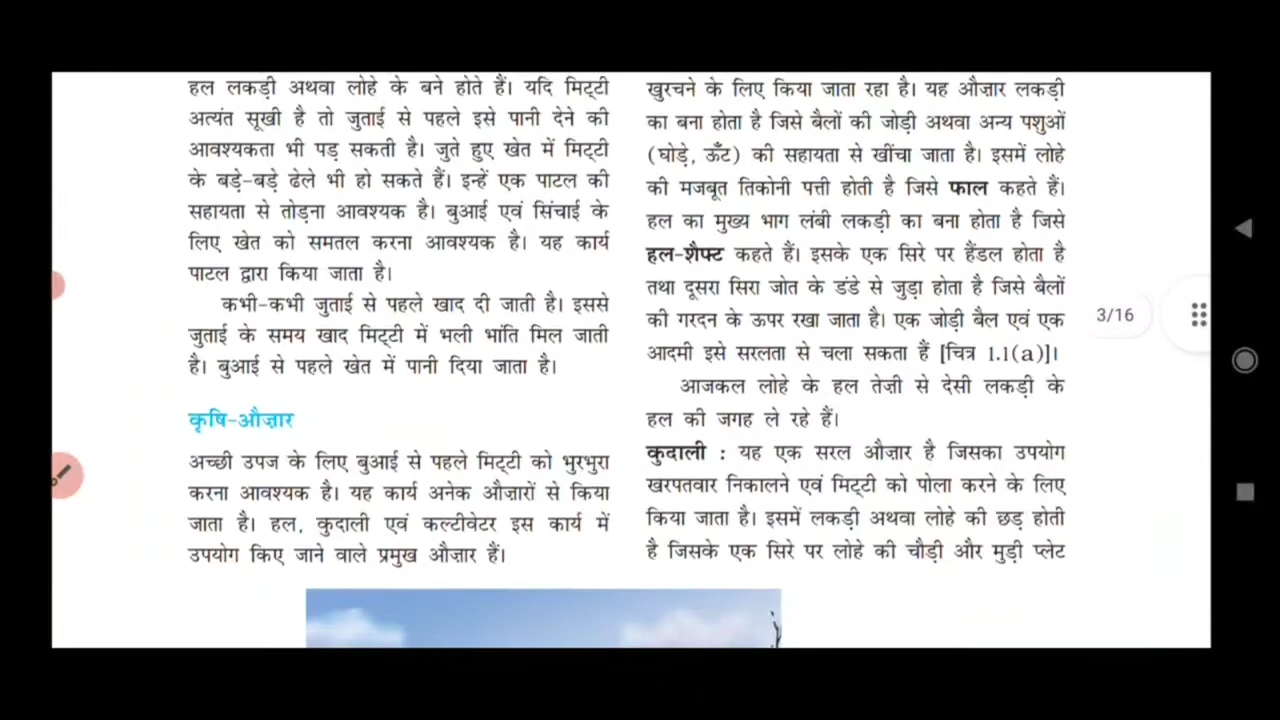 हल लकड़ी अथवा लोहे के बने होते हैं। यदि मिट्टी
अत्यंत सूखी है तो जुताई से पहले इसे पानी देने की
आवश्यकता भी पड़ सकती है। जुते हुए खेत में मिट्टी
के बड़े-बड़े ढेले भी हो सकते हैं। इन्हें एक पाटल की
सहायता से तोड़ना आवश्यक है। बुआई एवं सिंचाई के
लिए खेत को समतल करना आवश्यक है। यह कार्य
पाटल द्वारा किया जाता है।
कभी-कभी जुताई से पहले खाद दी जाती है। इससे
जुताई के समय खाद मिट्टी में भली भांति मिल जाती
है। बुआई से पहले खेत में पानी दिया जाता है।
कृषि-औज़ार
अच्छी उपज के लिए बुआई से पहले मिट्टी को भुरभुरा
करना आवश्यक है। यह कार्य अनेक औज़ारों से किया
जाता है। हल, कुदाली एवं कल्टीवेटर इस कार्य में
उपयोग किए जाने वाले प्रमुख औज़ार हैं।
खुरचने के लिए किया जाता रहा है। यह औज़ार लकड़ी
का बना होता है जिसे बैलों की जोड़ी अथवा अन्य पशुओं
(घोड़े, ऊँट) की सहायता से खींचा जाता है। इसमें लोहे
की मजबूत तिकोनी पत्ती होती है जिसे फाल कहते हैं।
हल का मुख्य भाग लंबी लकड़ी का बना होता है जिसे
हल-शैफ्ट कहते हैं। इसके एक सिरे पर हैंडल होता है
तथा दूसरा सिरा जोत के डंडे से जुड़ा होता है जिसे बैलों
की गरदन के ऊपर रखा जाता है। एक जोड़ी बैल एवं एक
आदमी इसे सरलता से चला सकता हैं [चित्र 1.1(a)]।
आजकल लोहे के हल तेज़ी से देसी लकड़ी के
हल की जगह ले रहे हैं।
कुदाली : यह एक सरल औज़ार है जिसका उपयोग
खरपतवार निकालने एवं मिट्टी को पोला करने के लिए
किया जाता है। इसमें लकड़ी अथवा लोहे की छड़ होती
है जिसके एक सिरे पर लोहे की चौड़ी और मुड़ी प्लेट
3/16